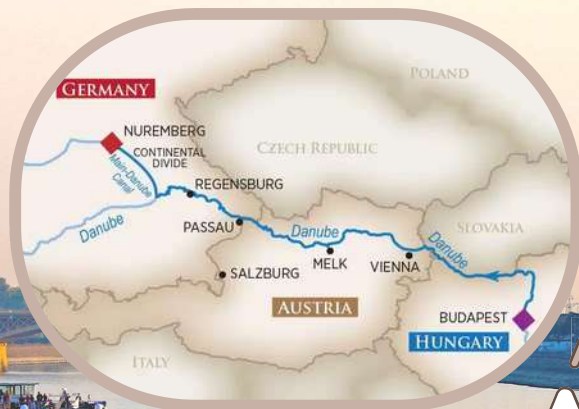 POLAND
GERMANY
NUREMBERG
CONTINENTAL
DIVIDE
Main-Danube
Canal
CZECH REPUBLIC
REGENSBURG
Danube
PASSAU
Danube
Danube
SLOVAKIA
MELK
VIENNA
SALZBURG
AUSTRIA
BUDAPEST
HUNGARY
ITALY